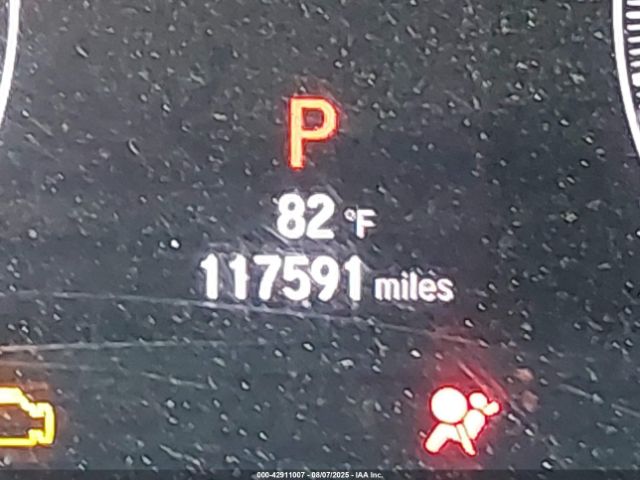 P
82 °F
117591 miles
000-42911007 - 08/07/2025 - IAA Inc.